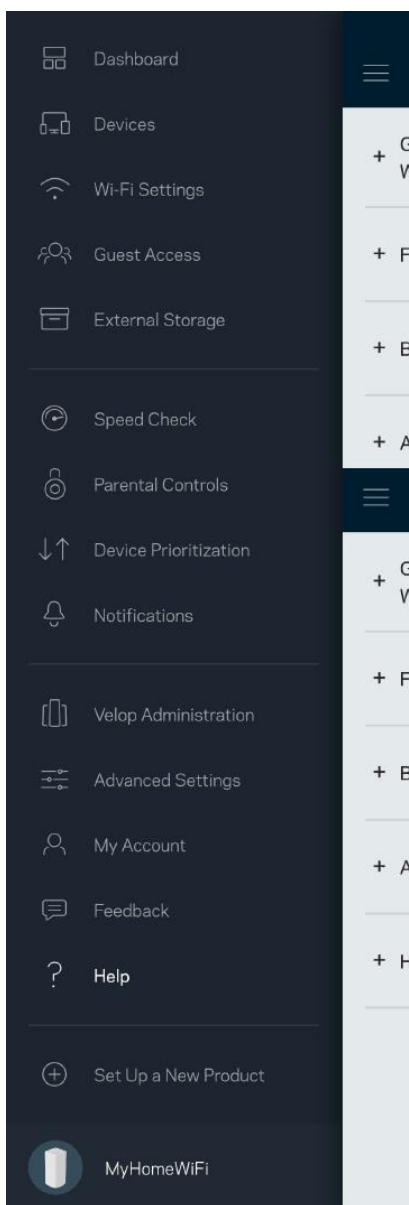 Dashboard
Devices
Wi-Fi Settings
Guest Access
External Storage
Speed Check
Parental Controls
Device Prioritization
Notifications
Velop Administration
Advanced Settings
My Account
Feedback
? Help
Set Up a New Product
MyHomeWiFi